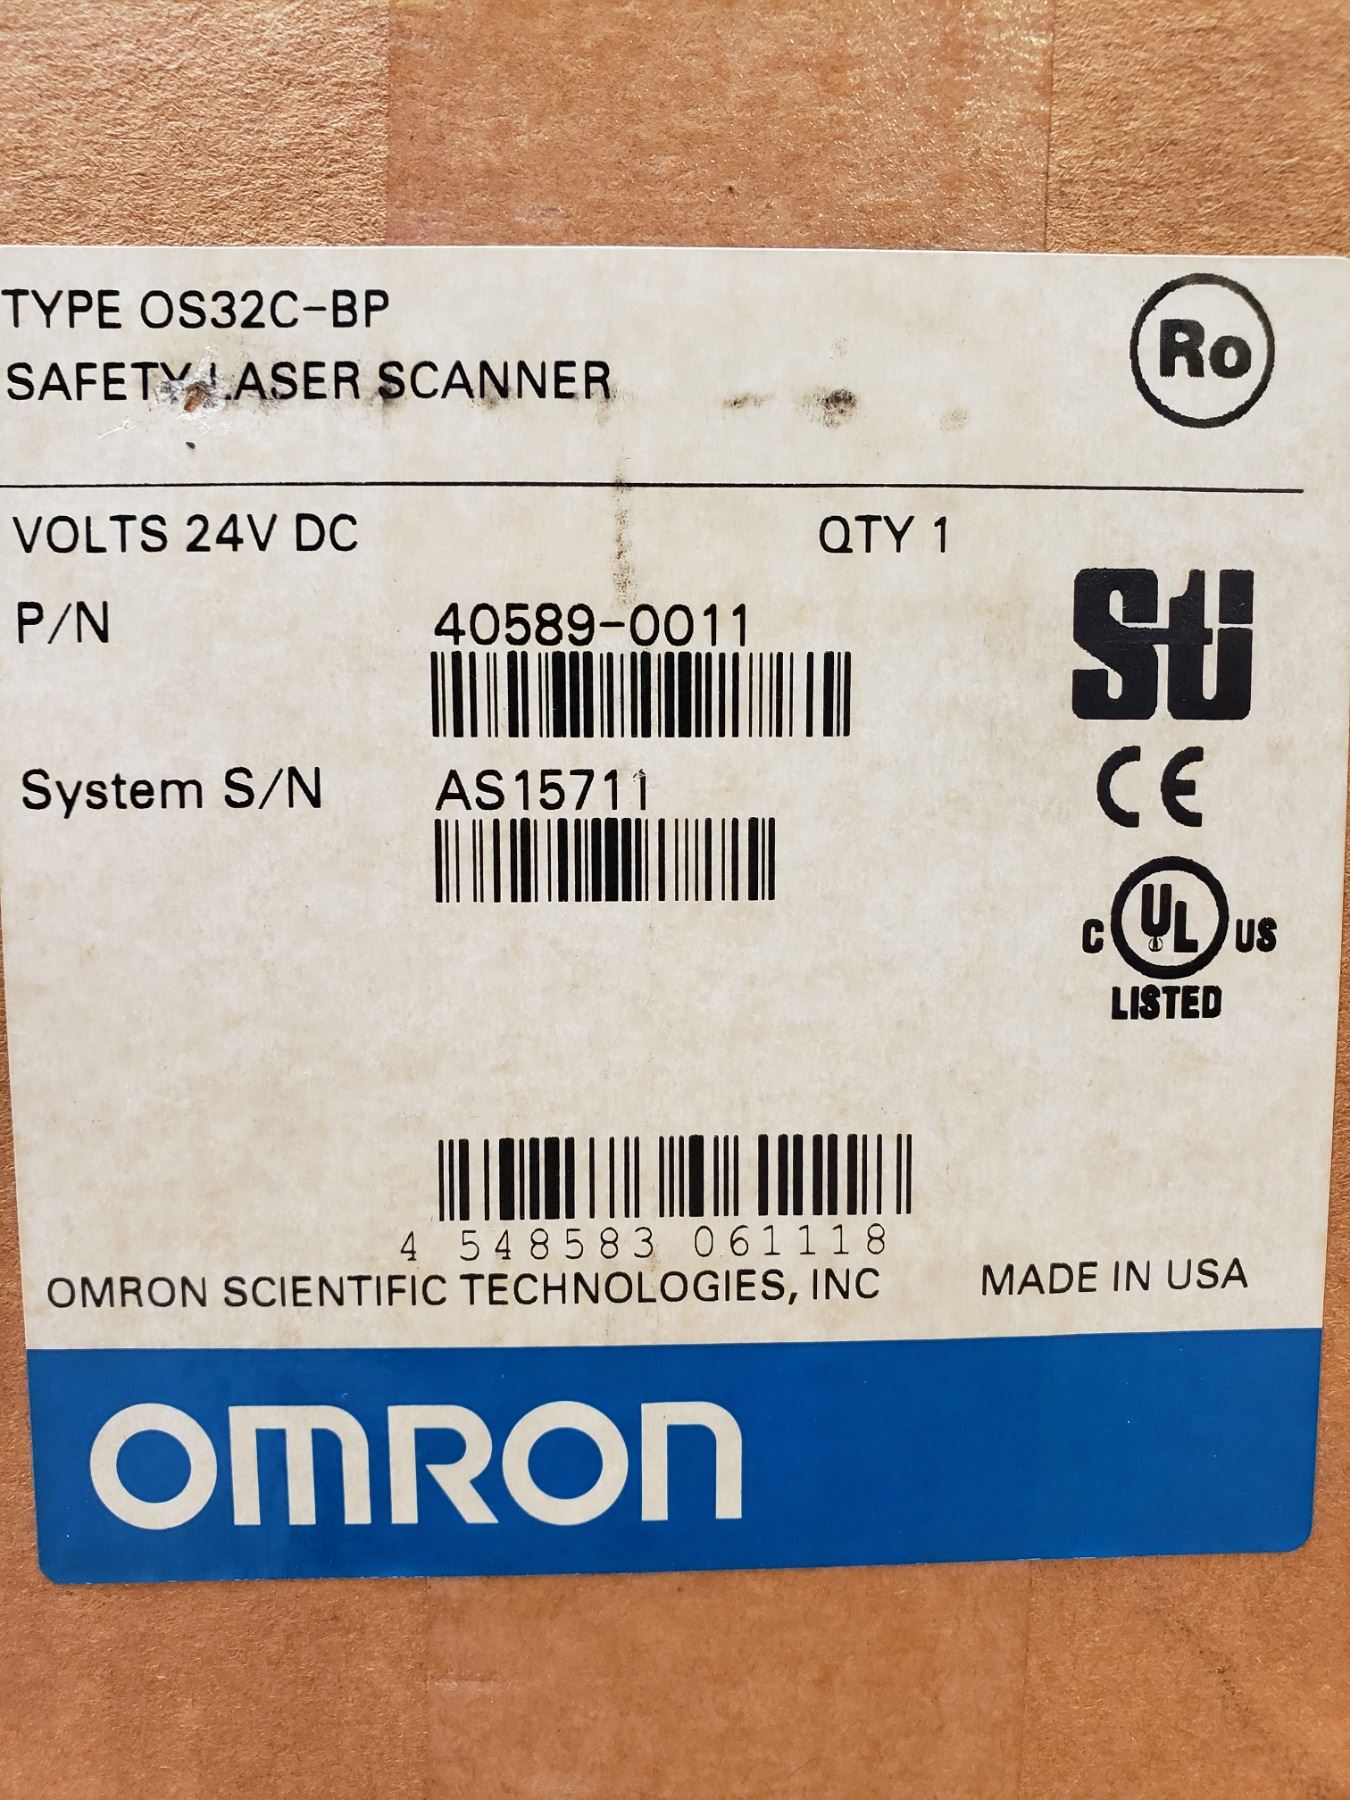 TYPE OS32C-BP
SAFETY LASER SCANNER
Ro
VOLTS 24V DC QTY 1
P/N 40589-0011
Sti
System S/N AS15711
CE
C UL US
LISTED
4 548583 061118
OMRON SCIENTIFIC TECHNOLOGIES, INC MADE IN USA
OMRON